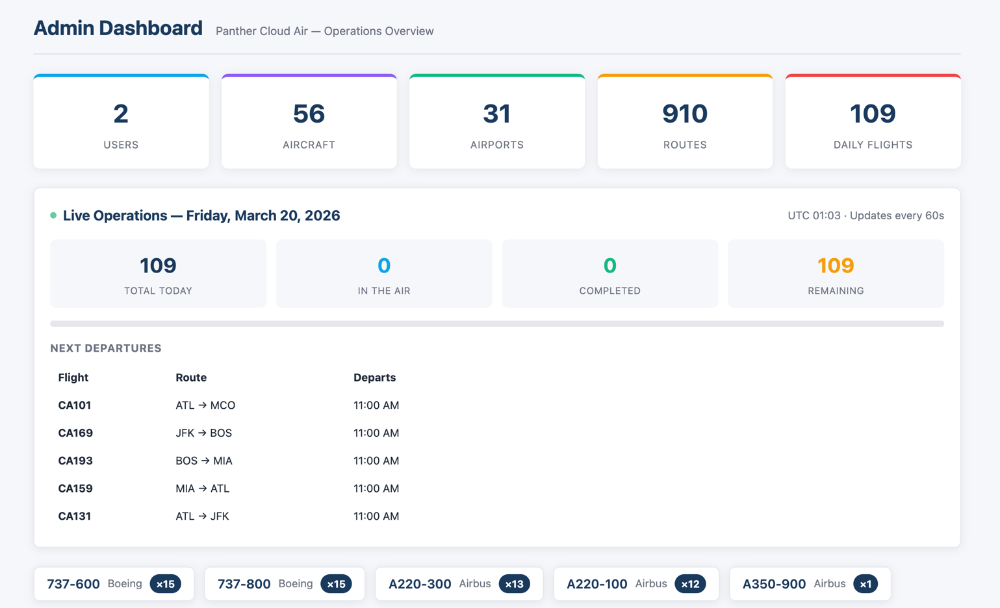 Admin Dashboard Panther Cloud Air — Operations Overview
2 56 31 910 109
USERS AIRCRAFT AIRPORTS ROUTES DAILY FLIGHTS
Live Operations — Friday, March 20, 2026 UTC 01:03 · Updates every 60s
109 0 0 109
TOTAL TODAY IN THE AIR COMPLETED REMAINING
NEXT DEPARTURES
Flight Route Departs
CA101 ATL → MCO 11:00 AM
CA169 JFK → BOS 11:00 AM
CA193 BOS → MIA 11:00 AM
CA159 MIA → ATL 11:00 AM
CA131 ATL → JFK 11:00 AM
737-600 Boeing ×15 737-800 Boeing ×15 A220-300 Airbus ×13 A220-100 Airbus ×12 A350-900 Airbus ×1